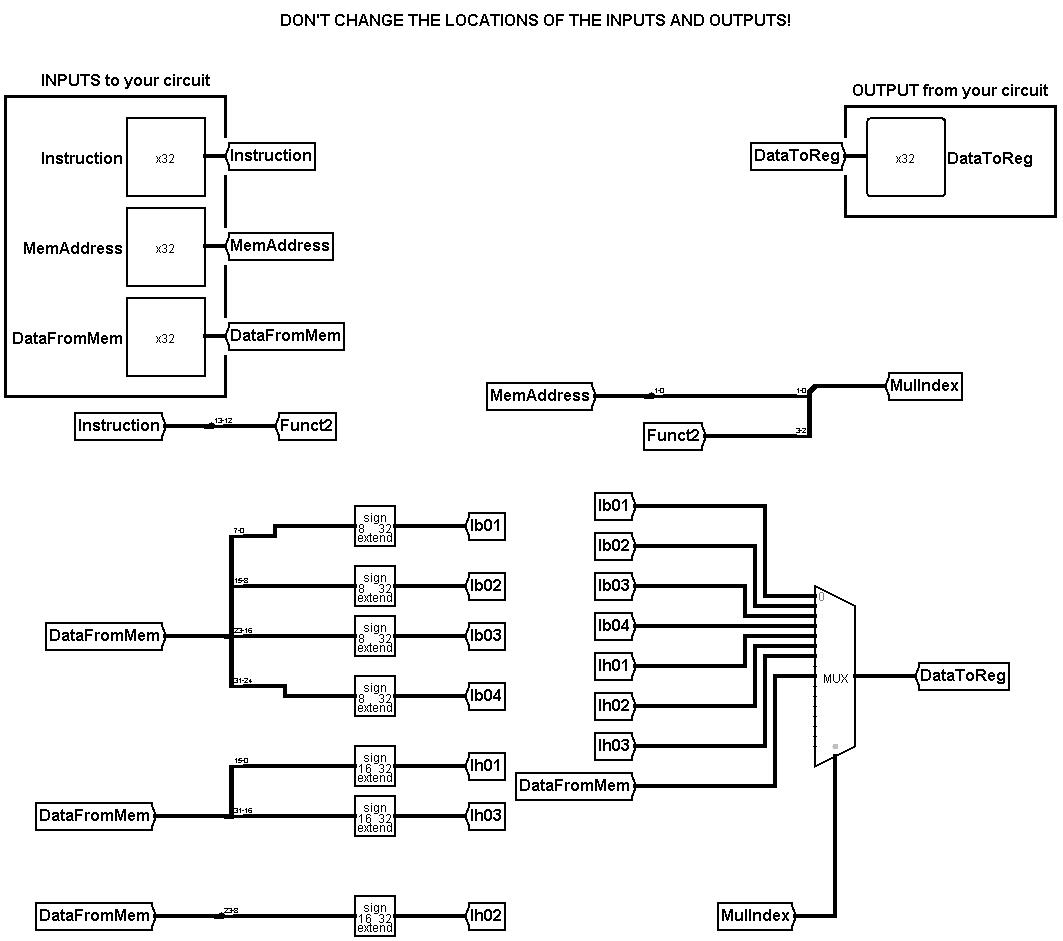 DON'T CHANGE THE LOCATIONS OF THE INPUTS AND OUTPUTS!
INPUTS to your circuit
Instruction
x32
Instruction
MemAddress
x32
MemAddress
DataFromMem
x32
DataFromMem
OUTPUT from your circuit
DataToReg
x32
DataToReg
Instruction
13-12
Funct2
MemAddress
1-0
1-0
MulIndex
Funct2
3-2
DataFromMem
7-0
sign
8 32
extend
lb01
15-8
sign
8 32
extend
lb02
23-16
sign
8 32
extend
lb03
31-24
sign
8 32
extend
lb04
DataFromMem
15-0
sign
16 32
extend
lh01
31-16
sign
16 32
extend
lh03
DataFromMem
23-8
sign
16 32
extend
lh02
lb01
lb02
lb03
lb04
lh01
lh02
lh03
DataFromMem
0
MUX
DataToReg
MulIndex